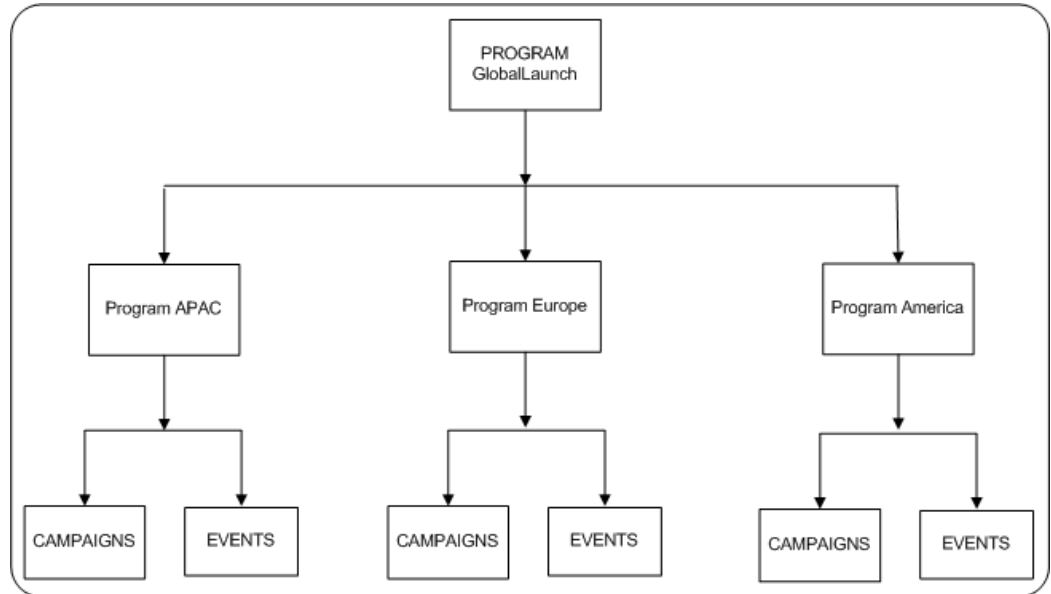 PROGRAM
GlobalLaunch
Program APAC
Program Europe
Program America
CAMPAIGNS
EVENTS
CAMPAIGNS
EVENTS
CAMPAIGNS
EVENTS